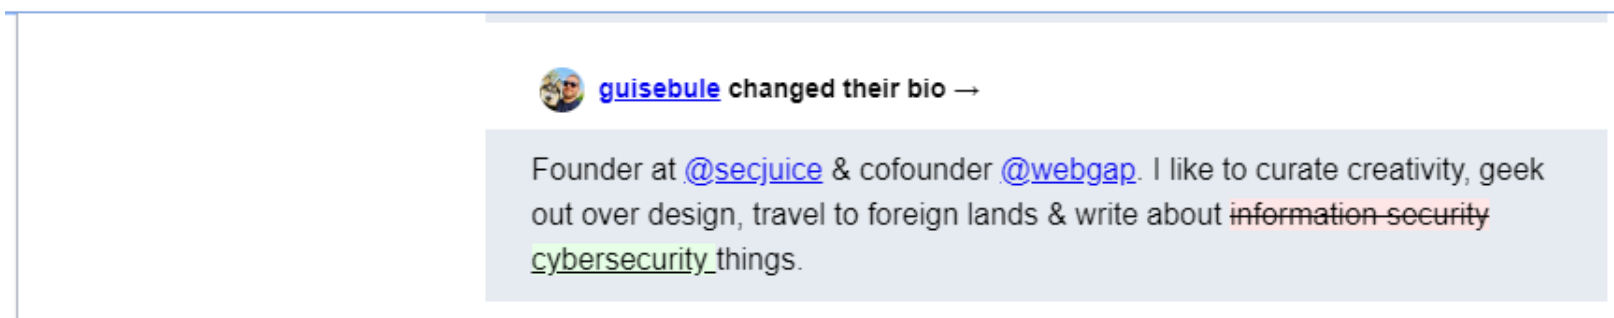 guisebule changed their bio →
Founder at @secjuice & cofounder @webgap. I like to curate creativity, geek
out over design, travel to foreign lands & write about information security
cybersecurity things.